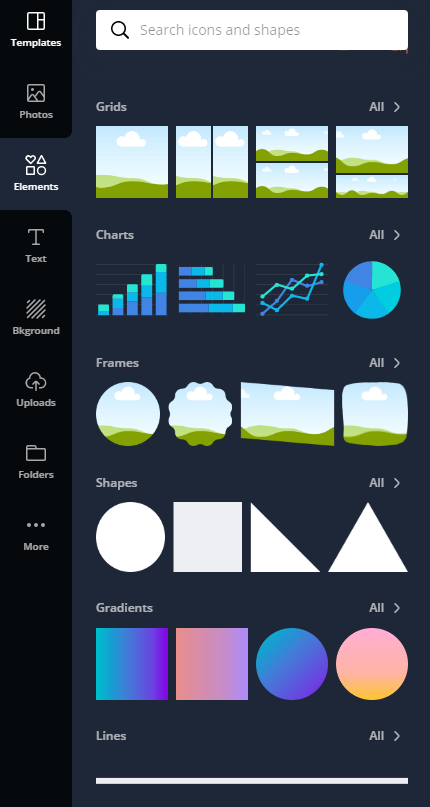 Templates
Photos
Elements
Text
Bkground
Uploads
Folders
More
Search icons and shapes
Grids All
Charts All
Frames All
Shapes All
Gradients All
Lines All